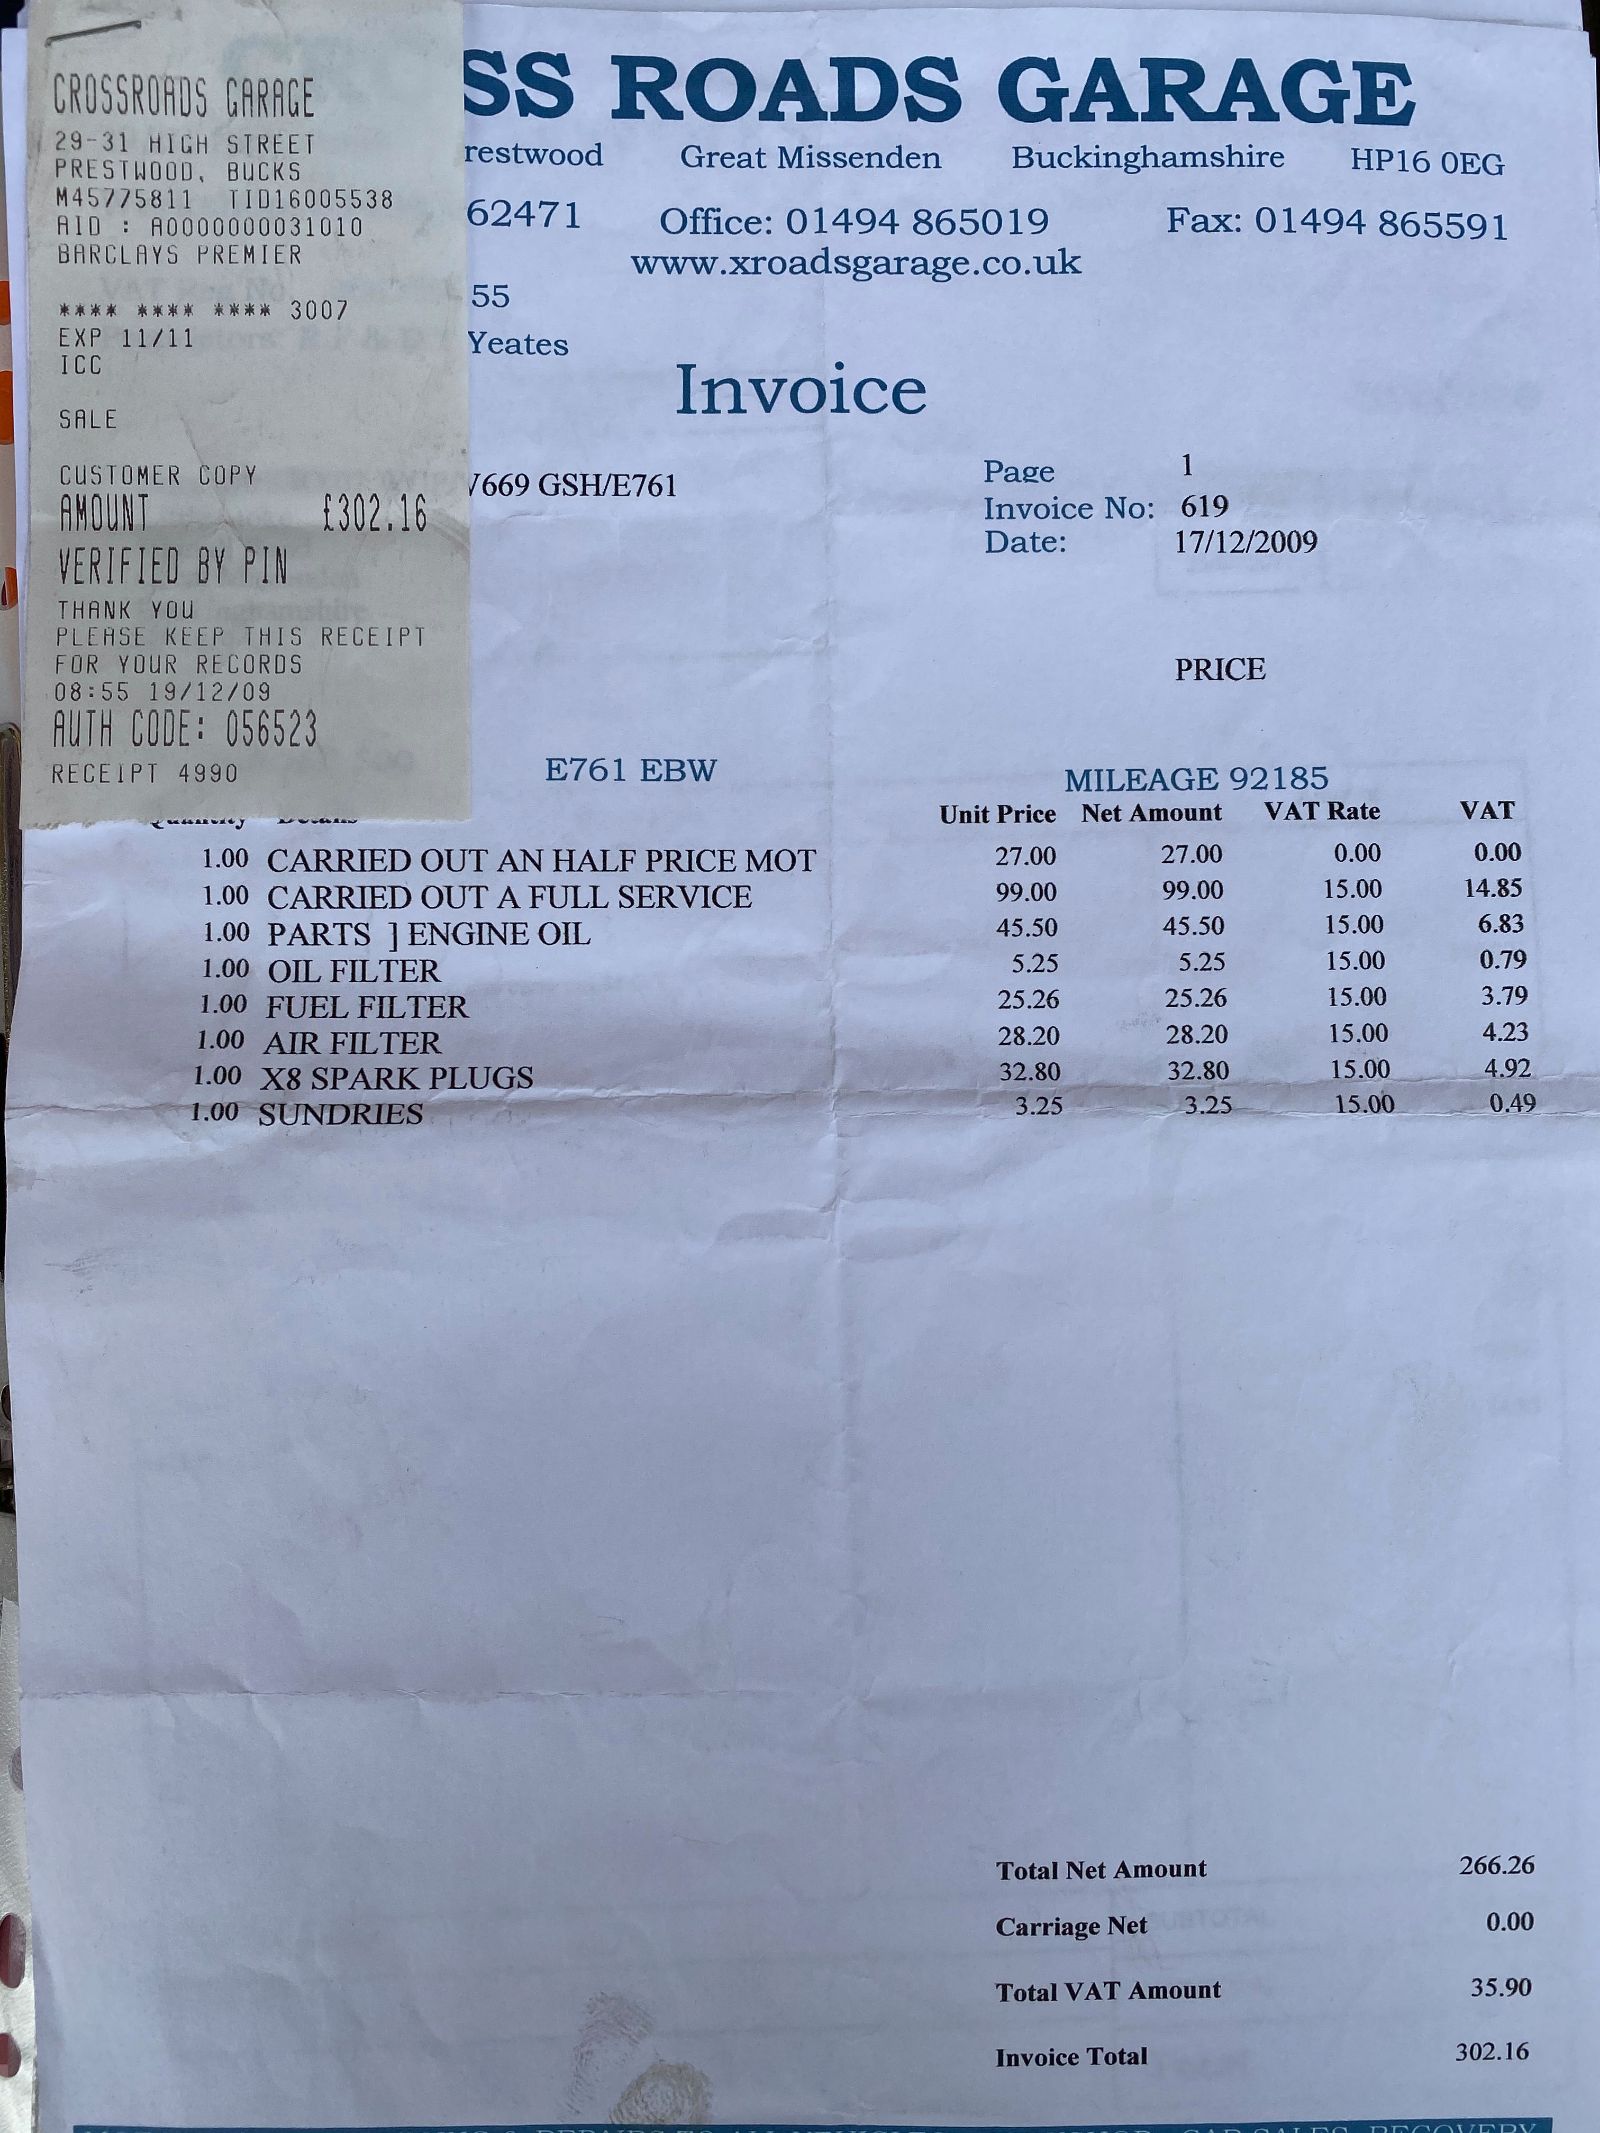 CROSSROADS GARAGE
29-31 HIGH STREET
PRESTWOOD, BUCKS
M45775811 TID16005538
AID : A0000000031010
BARCLAYS PREMIER
**** **** **** 3007
EXP 11/11
ICC
SALE
CUSTOMER COPY
AMOUNT £302.16
VERIFIED BY PIN
THANK YOU
PLEASE KEEP THIS RECEIPT
FOR YOUR RECORDS
08:55 19/12/09
AUTH CODE: 056523
RECEIPT 4990
SS ROADS GARAGE
restwood Great Missenden Buckinghamshire HP16 0EG
62471 Office: 01494 865019 Fax: 01494 865591
www.xroadsgarage.co.uk
55
Yeates
Invoice
V669 GSH/E761
Page 1
Invoice No: 619
Date: 17/12/2009
PRICE
E761 EBW MILEAGE 92185
Quantity Details Unit Price Net Amount VAT Rate VAT
1.00 CARRIED OUT AN HALF PRICE MOT 27.00 27.00 0.00 0.00
1.00 CARRIED OUT A FULL SERVICE 99.00 99.00 15.00 14.85
1.00 PARTS ] ENGINE OIL 45.50 45.50 15.00 6.83
1.00 OIL FILTER 5.25 5.25 15.00 0.79
1.00 FUEL FILTER 25.26 25.26 15.00 3.79
1.00 AIR FILTER 28.20 28.20 15.00 4.23
1.00 X8 SPARK PLUGS 32.80 32.80 15.00 4.92
1.00 SUNDRIES 3.25 3.25 15.00 0.49
Total Net Amount 266.26
Carriage Net 0.00
Total VAT Amount 35.90
Invoice Total 302.16
REPAIRS TO ALL VEHICLES CAR SALES RECOVERY